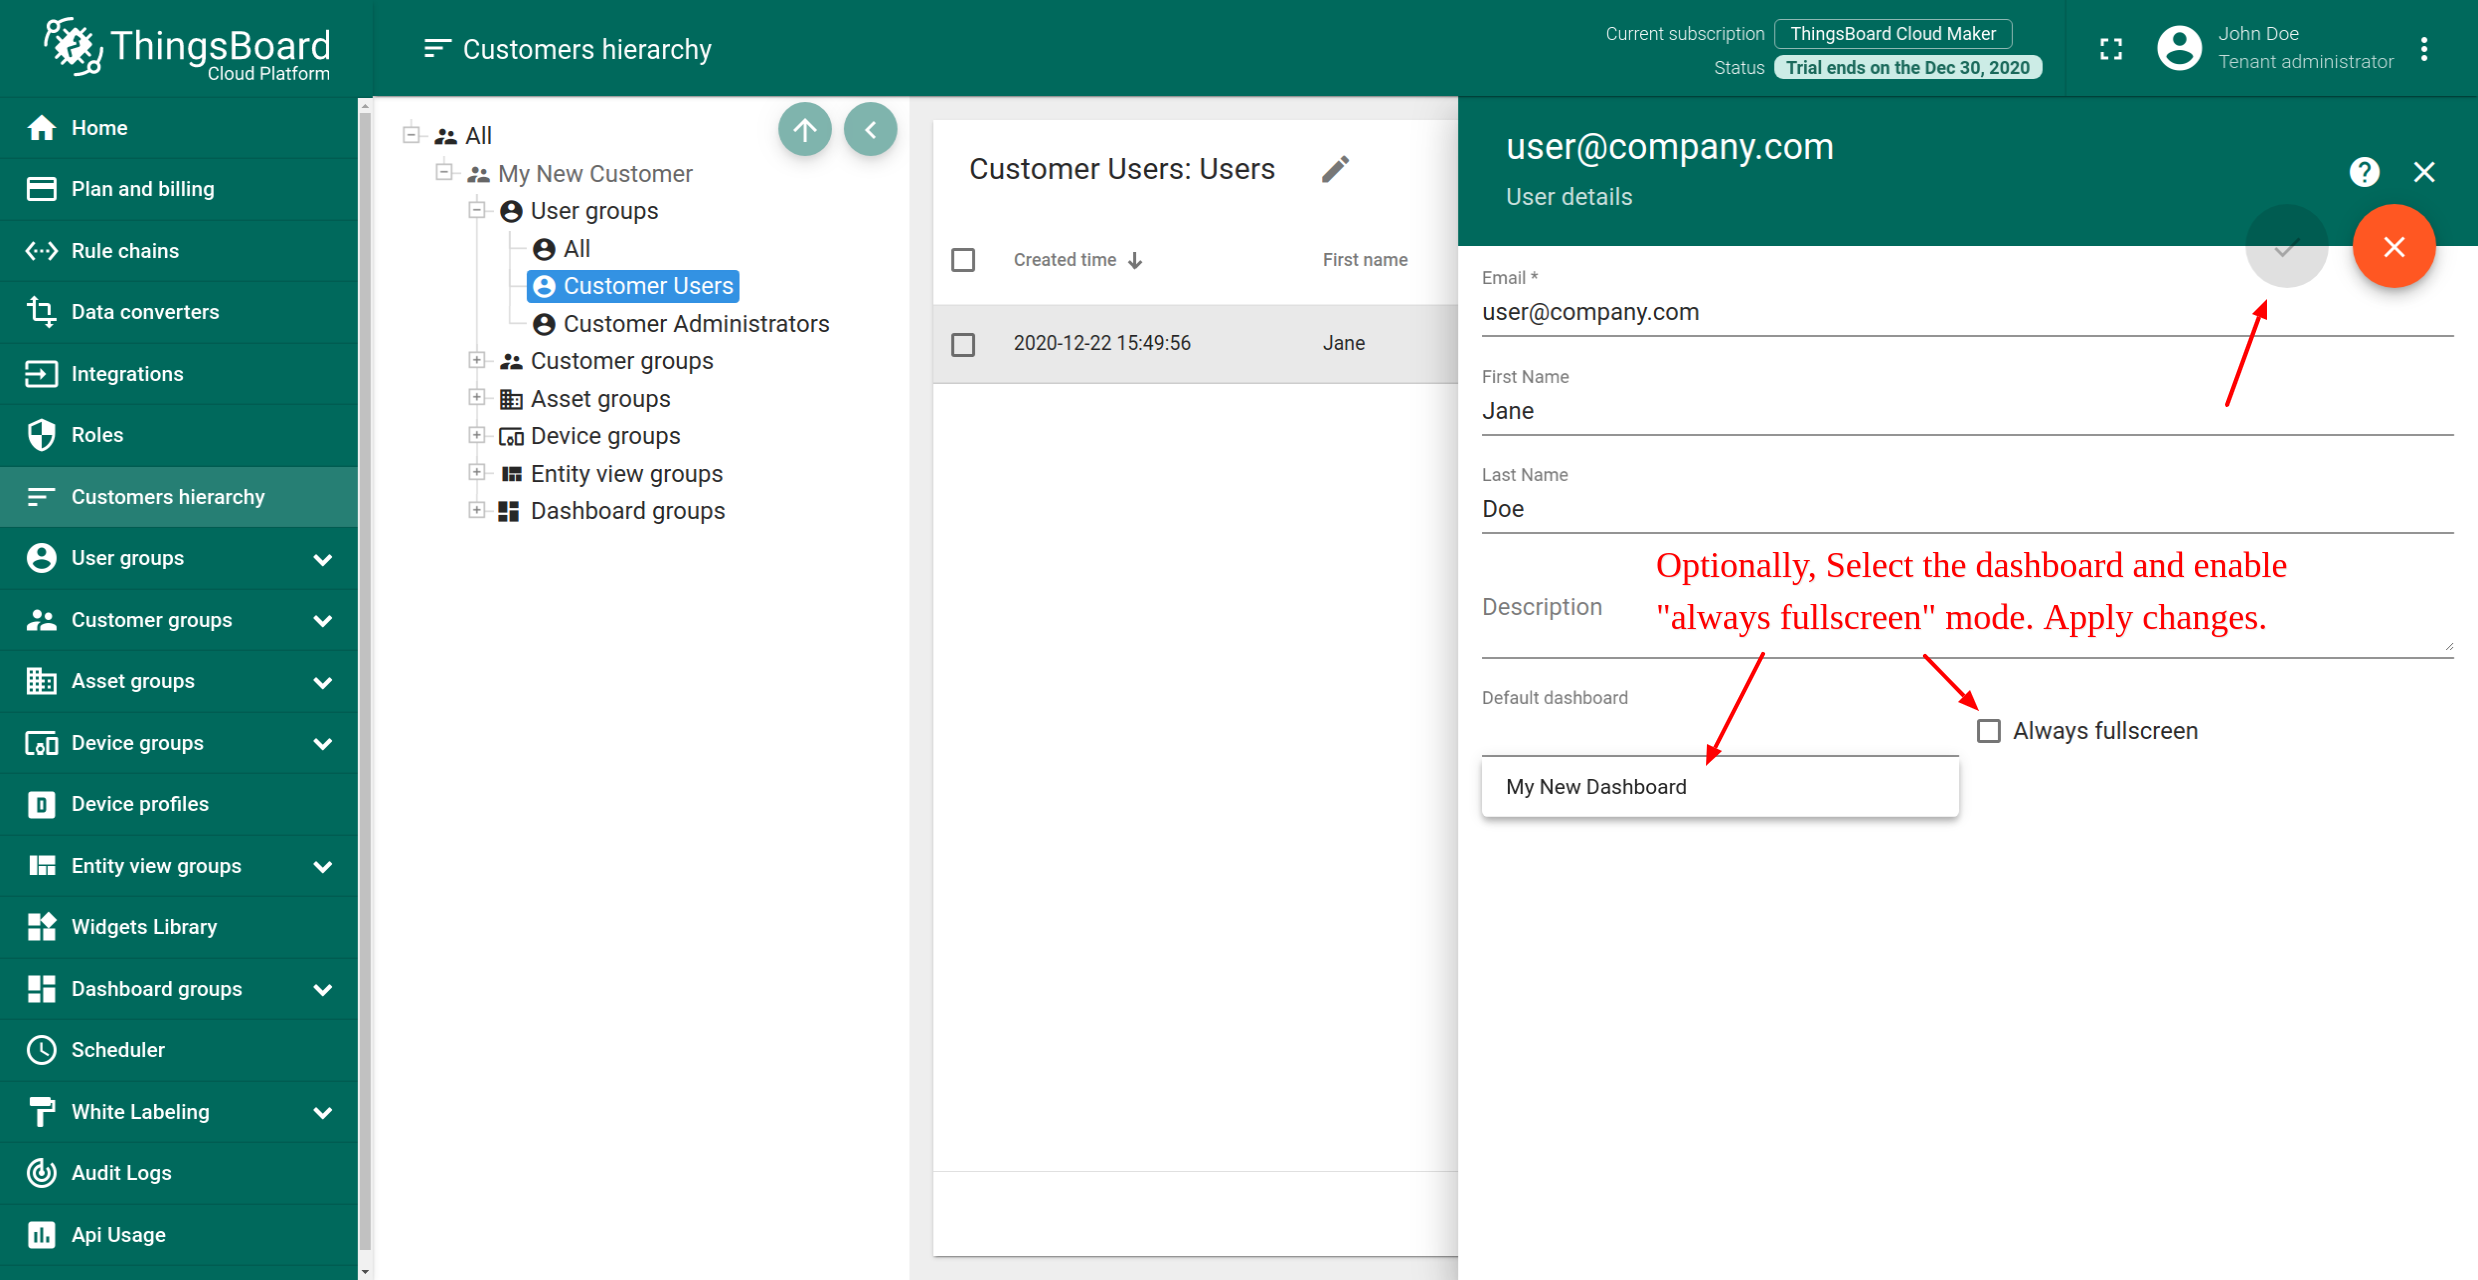 ThingsBoard
Cloud Platform
Customers hierarchy
Current subscription ThingsBoard Cloud Maker
Status Trial ends on the Dec 30, 2020
John Doe
Tenant administrator
Home
Plan and billing
Rule chains
Data converters
Integrations
Roles
Customers hierarchy
User groups
Customer groups
Asset groups
Device groups
Device profiles
Entity view groups
Widgets Library
Dashboard groups
Scheduler
White Labeling
Audit Logs
Api Usage
All
My New Customer
User groups
All
Customer Users
Customer Administrators
Customer groups
Asset groups
Device groups
Entity view groups
Dashboard groups
Customer Users: Users
Created time First name
2020-12-22 15:49:56 Jane
user@company.com
User details
Email *
user@company.com
First Name
Jane
Last Name
Doe
Optionally, Select the dashboard and enable
"always fullscreen" mode. Apply changes.
Description
Default dashboard
Always fullscreen
My New Dashboard